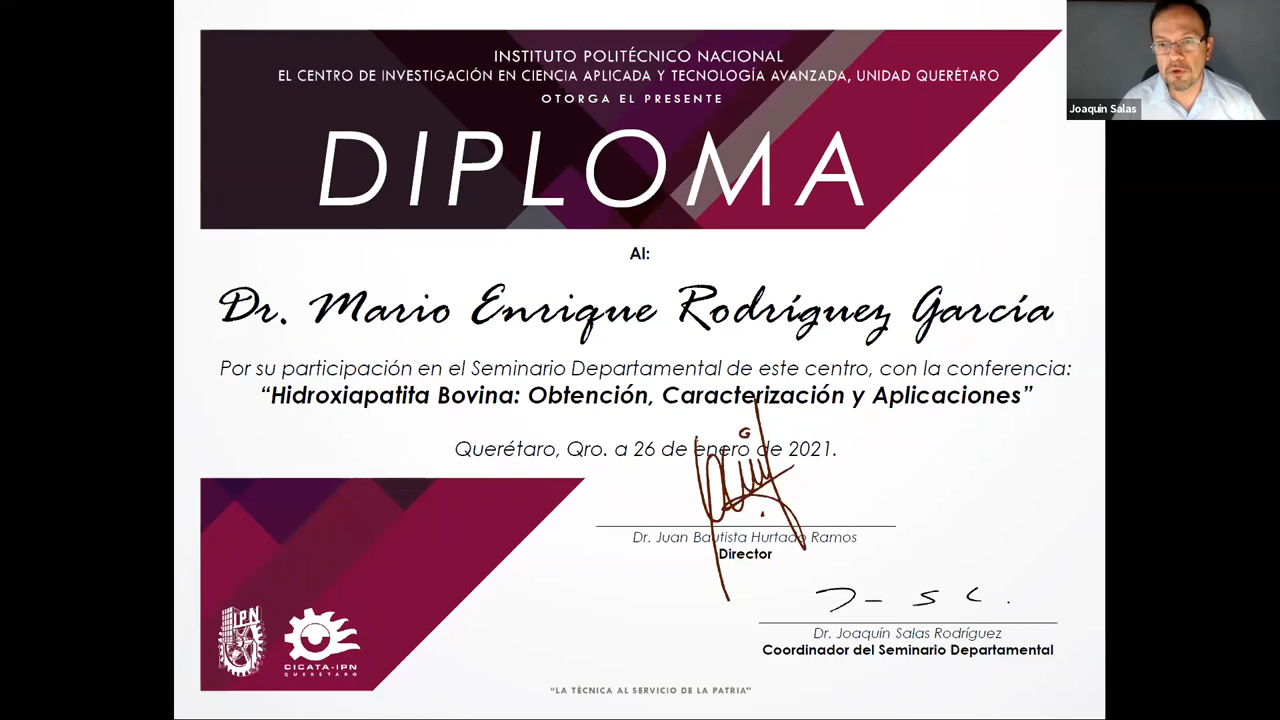 INSTITUTO POLITÉCNICO NACIONAL
EL CENTRO DE INVESTIGACIÓN EN CIENCIA APLICADA Y TECNOLOGÍA AVANZADA, UNIDAD QUERÉTARO
OTORGA EL PRESENTE
DIPLOMA
Joaquín Salas
Al:
Dr. Mario Enrique Rodríguez García
Por su participación en el Seminario Departamental de este centro, con la conferencia:
“Hidroxiapatita Bovina: Obtención, Caracterización y Aplicaciones”
Querétaro, Qro. a 26 de enero de 2021.
Dr. Juan Bautista Hurtado Ramos
Director
Dr. Joaquín Salas Rodríguez
Coordinador del Seminario Departamental
IPN
CICATA-IPN
QUERÉTARO
“LA TÉCNICA AL SERVICIO DE LA PATRIA”